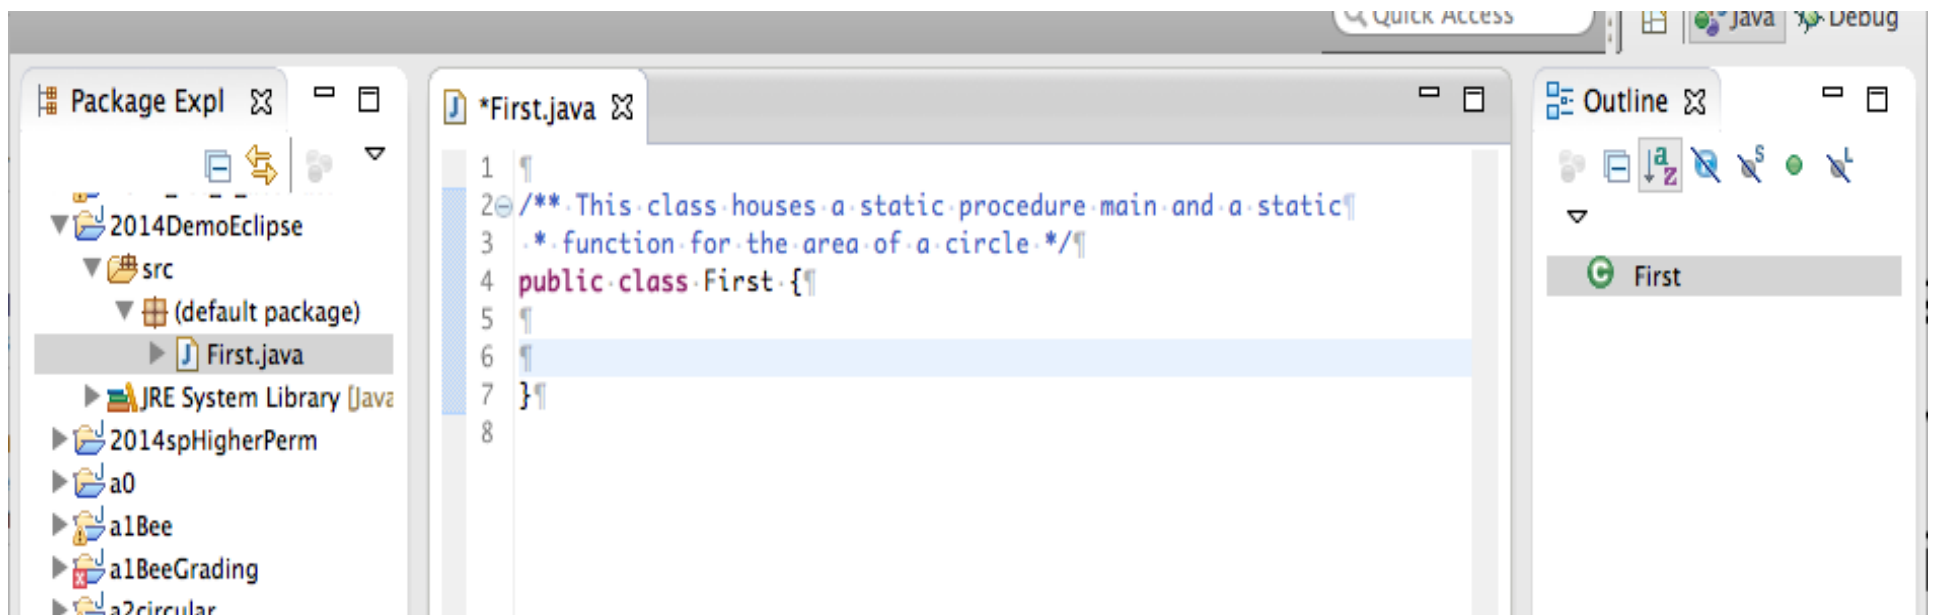 Quick Access
Java
Debug
Package Expl
2014DemoEclipse
src
(default package)
First.java
JRE System Library [Java
2014spHigherPerm
a0
a1Bee
a1BeeGrading
a2circular
*First.java
1 ¶
2 /**·This·class·houses·a·static·procedure·main·and·a·static¶
3 ·*·function·for·the·area·of·a·circle·*/¶
4 public·class·First·{¶
5 ¶
6 ¶
7 }¶
8
Outline
First